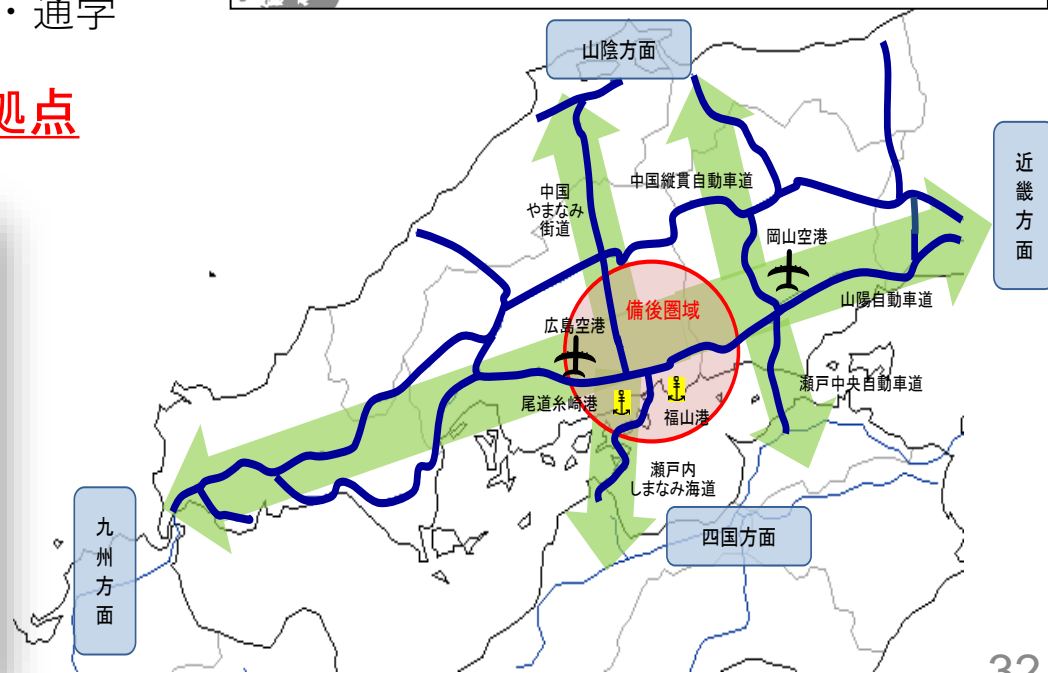 ・通学
処点
山陰方面
近畿方面
中国
やまなみ
街道
中国縦貫自動車道
岡山空港
山陽自動車道
備後圏域
広島空港
瀬戸中央自動車道
尾道糸崎港
福山港
瀬戸内
しまなみ海道
四国方面
九州方面
32